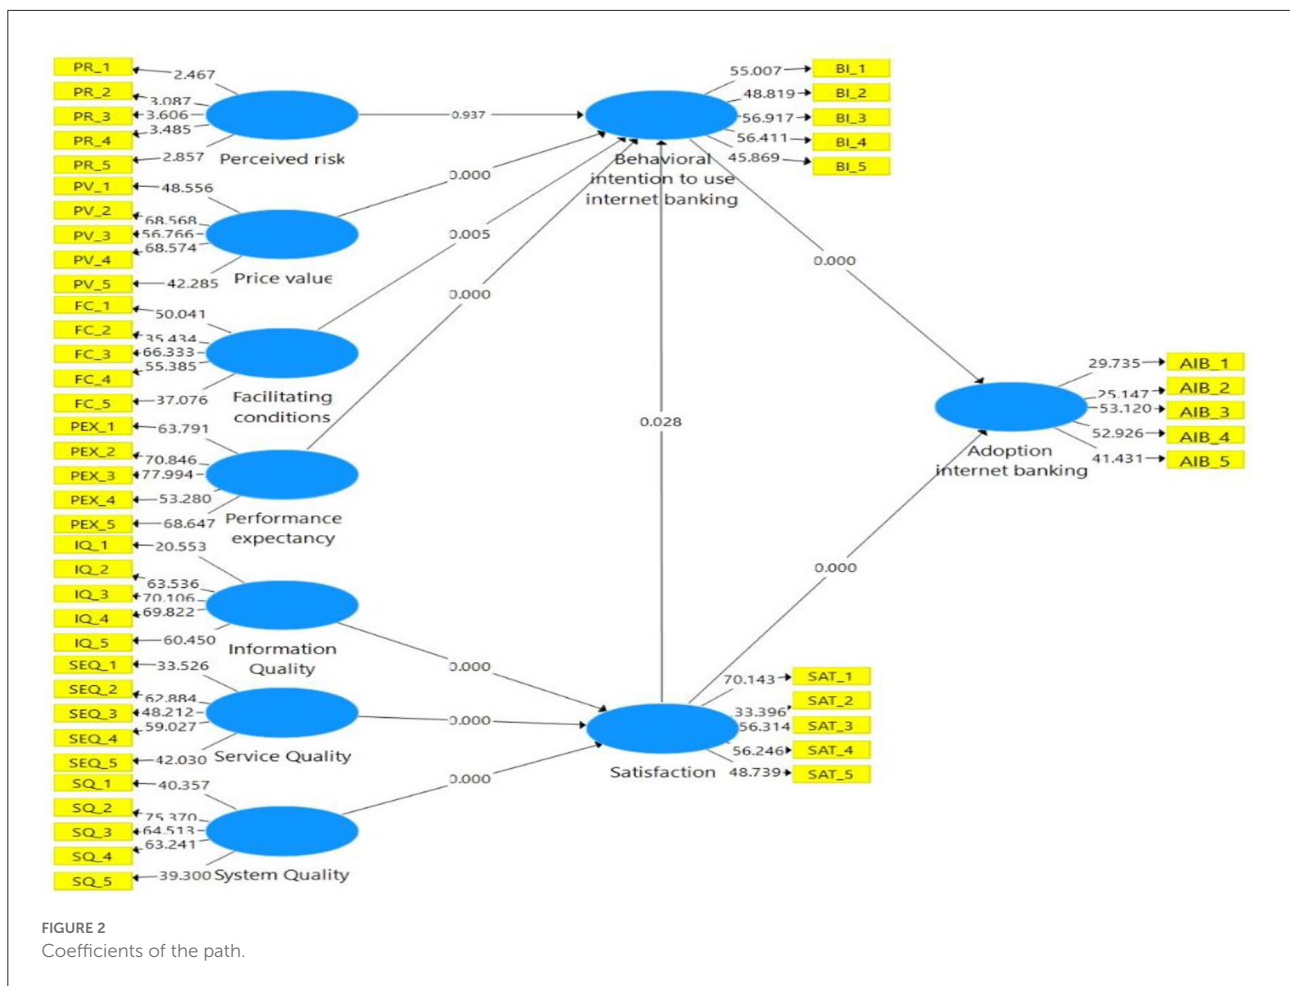 PR_1
PR_2
PR_3
PR_4
PR_5
2.467
3.087
3.606
3.485
2.857
Perceived risk
PV_1
PV_2
PV_3
PV_4
PV_5
48.556
68.568
56.766
68.574
42.285
Price value
FC_1
FC_2
FC_3
FC_4
FC_5
50.041
35.434
66.333
55.385
37.076
Facilitating
conditions
PEX_1
PEX_2
PEX_3
PEX_4
PEX_5
63.791
70.846
77.994
53.280
68.647
Performance
expectancy
IQ_1
IQ_2
IQ_3
IQ_4
IQ_5
20.553
63.536
70.106
69.822
60.450
Information
Quality
SEQ_1
SEQ_2
SEQ_3
SEQ_4
SEQ_5
33.526
62.884
48.212
59.027
42.030
Service Quality
SQ_1
SQ_2
SQ_3
SQ_4
SQ_5
40.357
75.370
64.513
63.241
39.300
System Quality
0.937
0.000
0.005
0.000
0.000
0.000
0.000
Behavioral
intention to use
internet banking
55.007
48.819
56.917
56.411
45.869
BI_1
BI_2
BI_3
BI_4
BI_5
0.028
0.000
0.000
Satisfaction
70.143
33.396
56.314
56.246
48.739
SAT_1
SAT_2
SAT_3
SAT_4
SAT_5
Adoption
internet banking
29.735
25.147
53.120
52.926
41.431
AIB_1
AIB_2
AIB_3
AIB_4
AIB_5
FIGURE 2
Coefficients of the path.